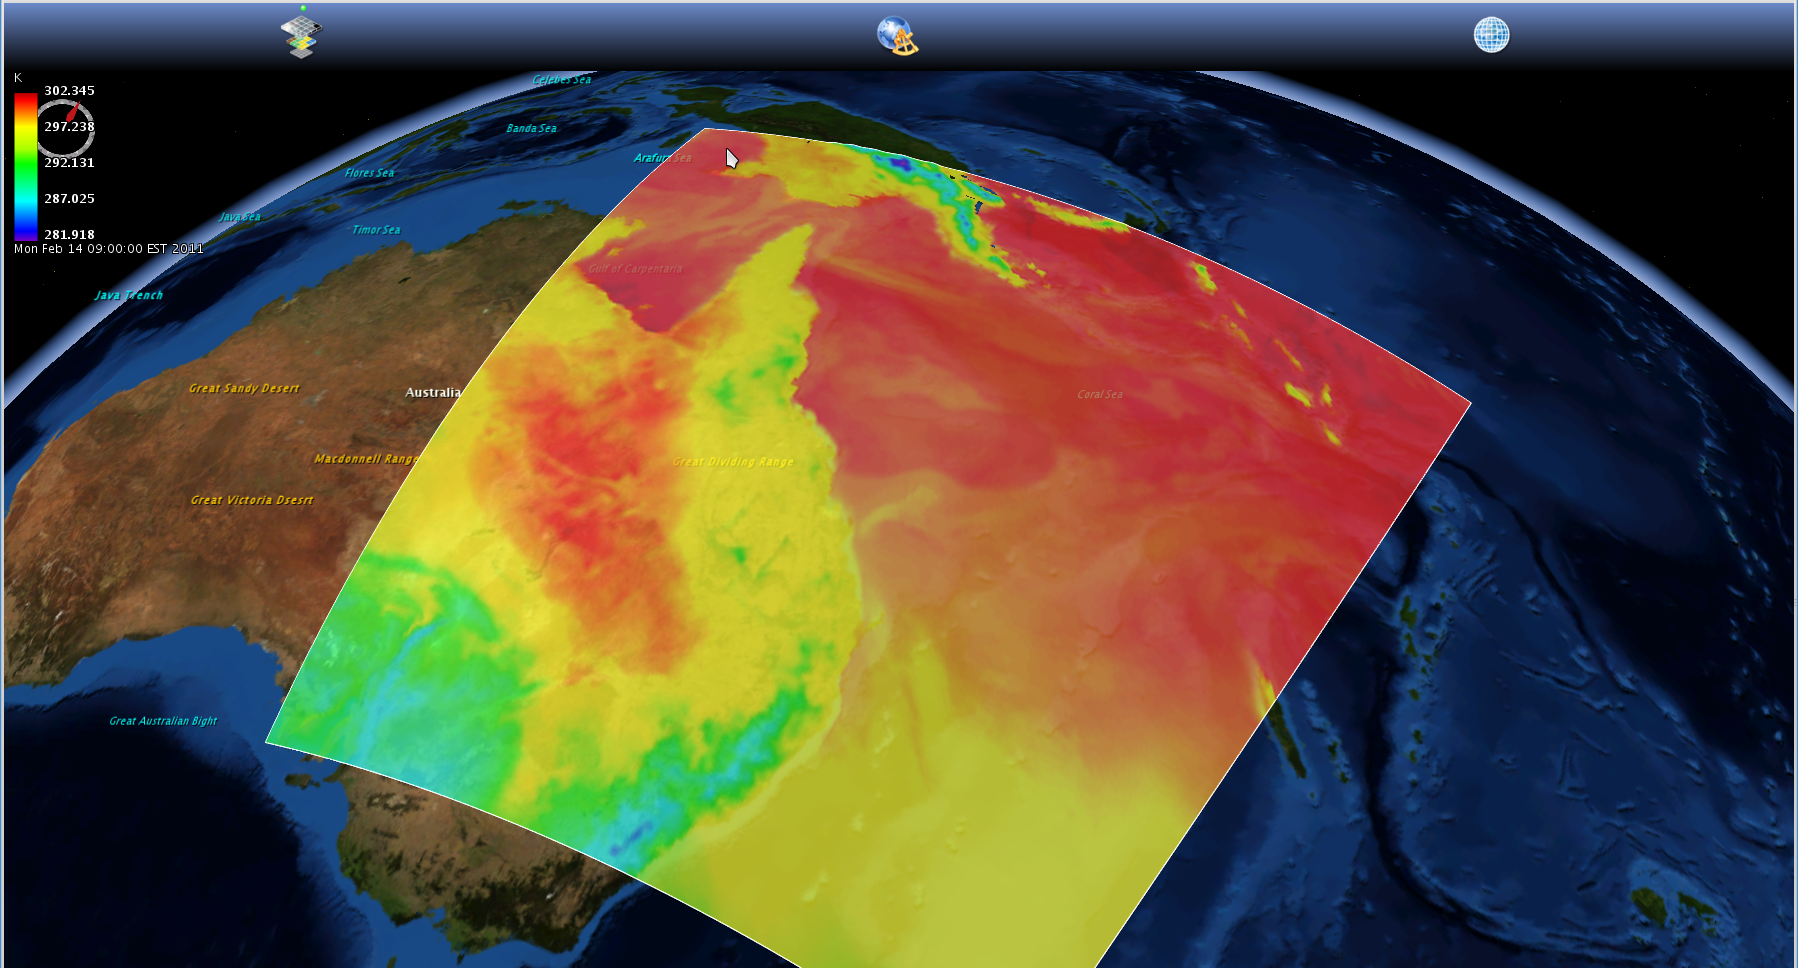 K
302.345
297.238
292.131
287.025
281.918
Mon Feb 14 09:00:00 EST 2011
Celebes Sea
Banda Sea
Arafura Sea
Flores Sea
Java Sea
Timor Sea
Gulf of Carpentaria
Java Trench
Great Sandy Desert
Australia
Coral Sea
Macdonnell Range
Great Dividing Range
Great Victoria Dsesrt
Great Australian Bight